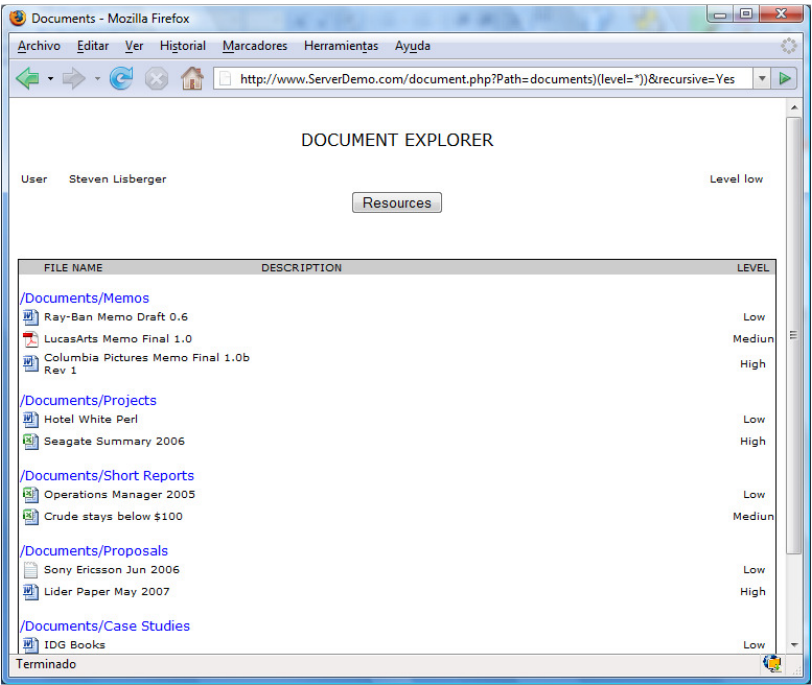 Documents - Mozilla Firefox
Archivo Editar Ver Historial Marcadores Herramientas Ayuda
http://www.ServerDemo.com/document.php?Path=documents)(level=*))&recursive=Yes
DOCUMENT EXPLORER
User Steven Lisberger Level low
Resources
FILE NAME DESCRIPTION LEVEL
/Documents/Memos
Ray-Ban Memo Draft 0.6 Low
LucasArts Memo Final 1.0 Mediun
Columbia Pictures Memo Final 1.0b
Rev 1 High
/Documents/Projects
Hotel White Perl Low
Seagate Summary 2006 High
/Documents/Short Reports
Operations Manager 2005 Low
Crude stays below $100 Mediun
/Documents/Proposals
Sony Ericsson Jun 2006 Low
Lider Paper May 2007 High
/Documents/Case Studies
IDG Books Low
Terminado